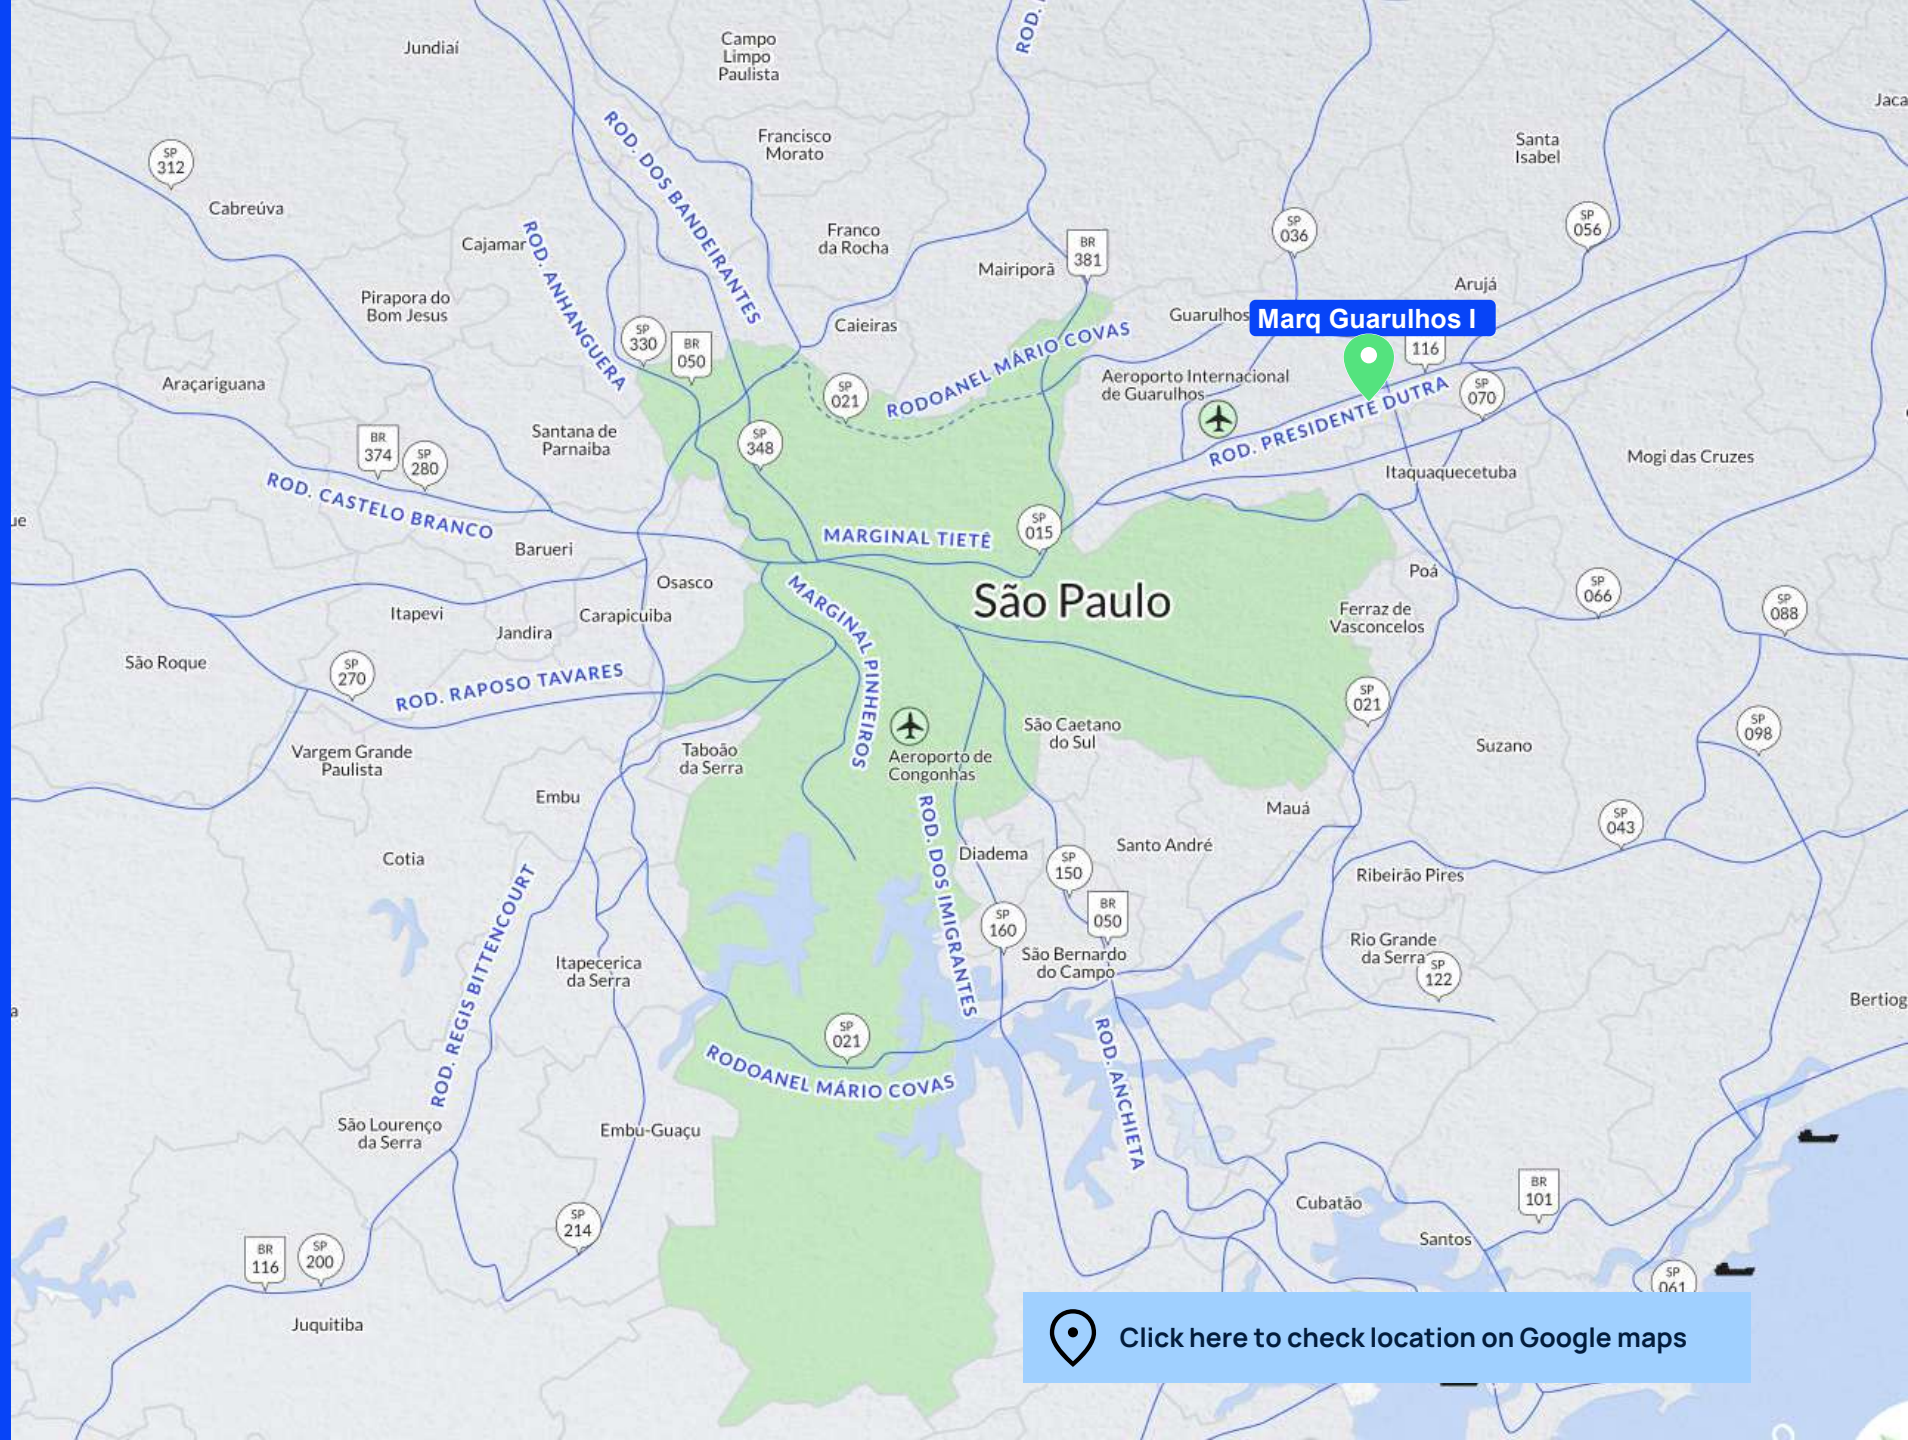 Jundiaí
Campo
Limpo
Paulista
ROD.
Jaca
SP
312
Cabreúva
ROD. DOS BANDEIRANTES
Francisco
Morato
Santa
Isabel
Cajamar
ROD. ANHANGUERA
Franco
da Rocha
Mairiporã
BR
381
SP
036
SP
056
Arujá
Pirapora do
Bom Jesus
Caieiras
Guarulhos
Marq Guarulhos I
116
SP
330
BR
050
RODOANEL MÁRIO COVAS
Araçariguana
SP
021
Aeroporto Internacional
de Guarulhos
ROD. PRESIDENTE DUTRA
SP
070
Santana de
Parnaiba
SP
348
BR
374
SP
280
ROD. CASTELO BRANCO
Itaquaquecetuba
Mogi das Cruzes
ue
Barueri
MARGINAL TIETÊ
SP
015
Osasco
São Paulo
Poá
SP
066
SP
088
Itapevi
Jandira
Carapicuiba
MARGINAL PINHEIROS
Ferraz de
Vasconcelos
São Roque
SP
270
ROD. RAPOSO TAVARES
SP
021
Vargem Grande
Paulista
Taboão
da Serra
Aeroporto de
Congonhas
São Caetano
do Sul
Suzano
SP
098
Embu
Mauá
SP
043
Cotia
ROD. DOS IMIGRANTES
Diadema
SP
150
Santo André
Ribeirão Pires
ROD. REGIS BITTENCOURT
SP
160
BR
050
Itapecerica
da Serra
São Bernardo
do Campo
Rio Grande
da Serra
SP
122
a
Bertiog
SP
021
RODOANEL MÁRIO COVAS
ROD. ANCHIETA
São Lourenço
da Serra
Embu-Guaçu
SP
214
Cubatão
BR
101
Santos
BR
116
SP
200
SP
061
Juquitiba
Click here to check location on Google maps